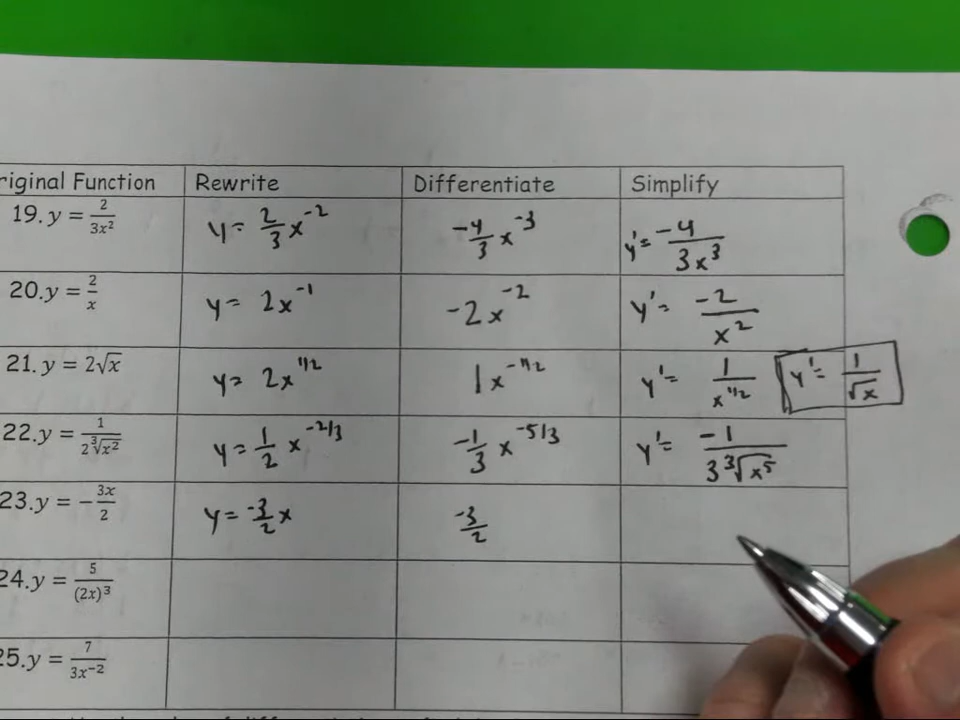 riginal Function Rewrite Differentiate Simplify
19. y = 2/(3x²) y = 2/3 x⁻² -4/3 x⁻³ y' = -4/(3x³)
20. y = 2/x y = 2x⁻¹ -2x⁻² y' = -2/x²
21. y = 2√x y = 2x^(1/2) 1x^(-1/2) y' = 1/x^(1/2) y' = 1/√x
22. y = 1/(2∛x²) y = 1/2 x^(-2/3) -1/3 x^(-5/3) y' = -1/(3∛x⁵)
23. y = -3x/2 y = -3/2 x -3/2
24. y = 5/(2x)³
25. y = 7/(3x⁻²)